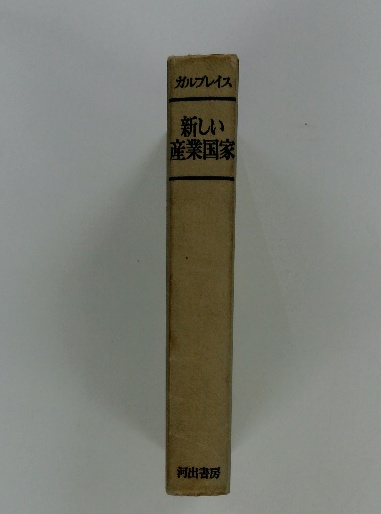 ガルブレイス
新しい
産業国家
河出書房